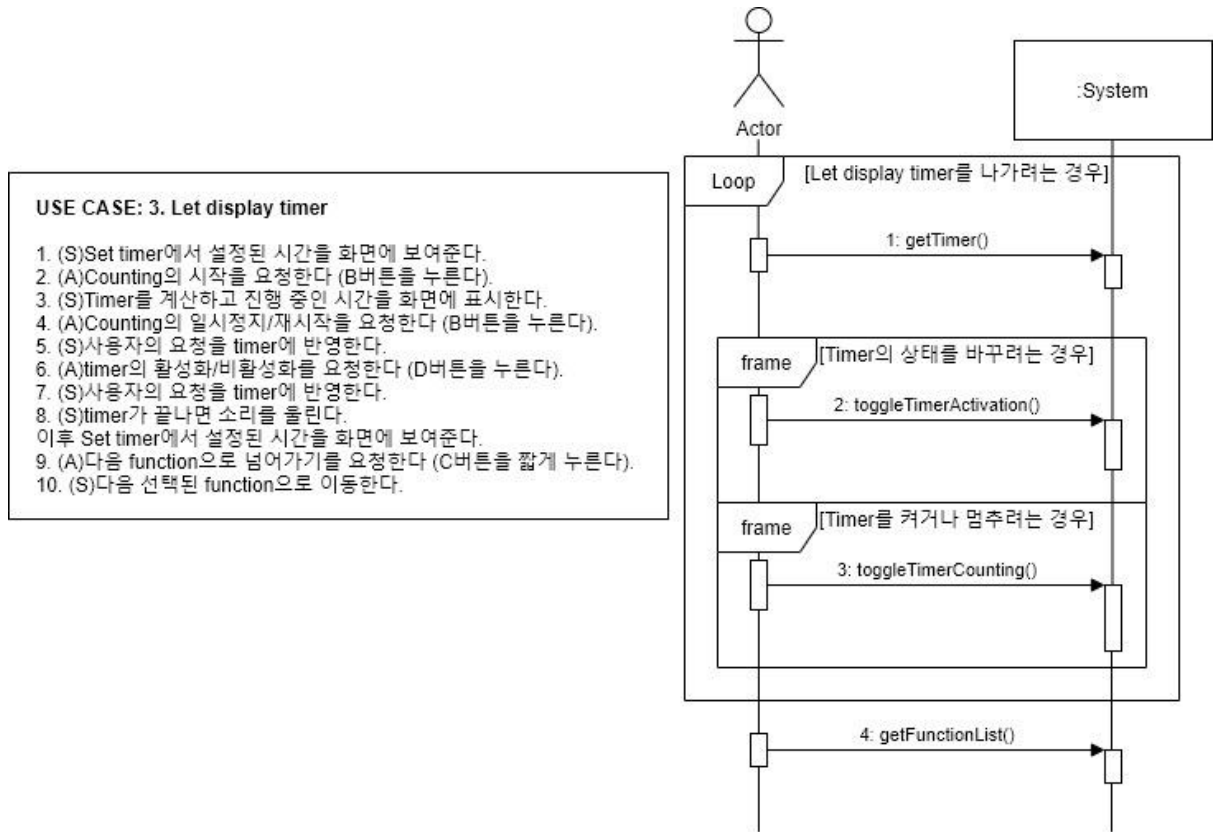 USE CASE: 3. Let display timer
1. (S)Set timer에서 설정된 시간을 화면에 보여준다.
2. (A)Counting의 시작을 요청한다 (B버튼을 누른다).
3. (S)Timer를 계산하고 진행 중인 시간을 화면에 표시한다.
4. (A)Counting의 일시정지/재시작을 요청한다 (B버튼을 누른다).
5. (S)사용자의 요청을 timer에 반영한다.
6. (A)timer의 활성화/비활성화를 요청한다 (D버튼을 누른다).
7. (S)사용자의 요청을 timer에 반영한다.
8. (S)timer가 끝나면 소리를 울린다.
이후 Set timer에서 설정된 시간을 화면에 보여준다.
9. (A)다음 function으로 넘어가기를 요청한다 (C버튼을 짧게 누른다).
10. (S)다음 선택된 function으로 이동한다.
Actor
:System
Loop
[Let display timer를 나가려는 경우]
1: getTimer()
frame
[Timer의 상태를 바꾸려는 경우]
2: toggleTimerActivation()
frame
[Timer를 켜거나 멈추려는 경우]
3: toggleTimerCounting()
4: getFunctionList()